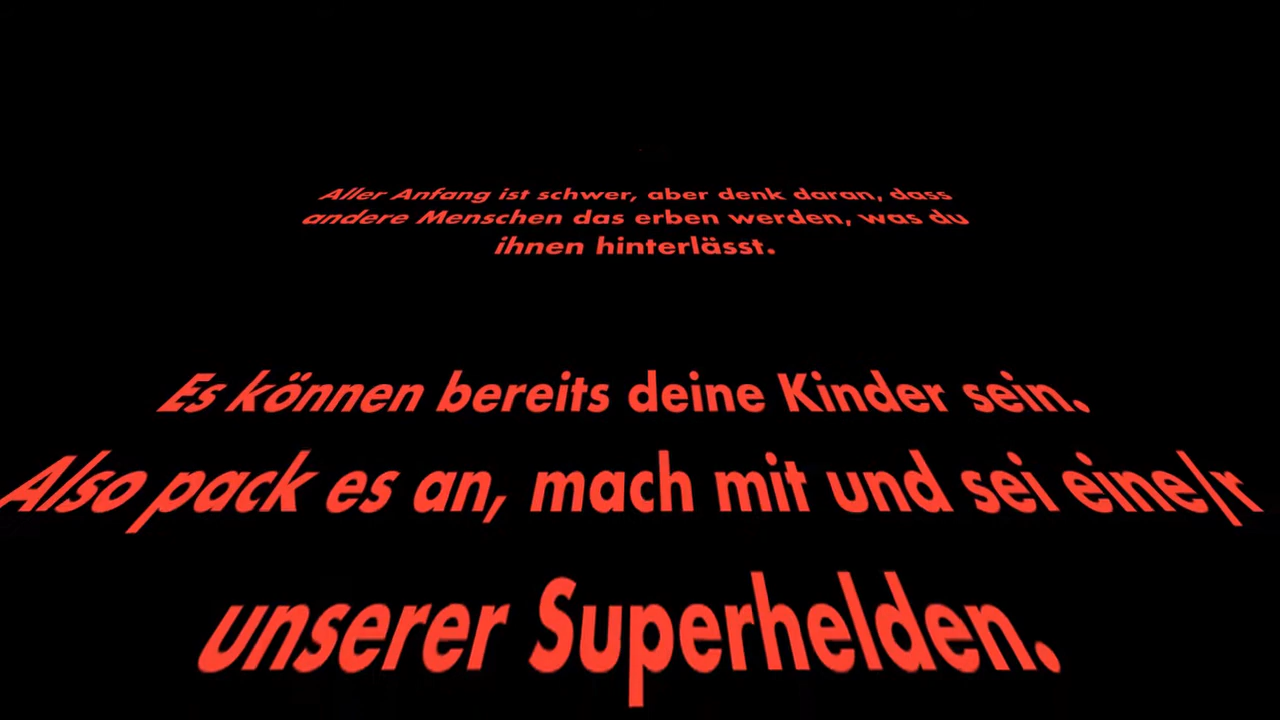 Aller Anfang ist schwer, aber denk daran, dass
andere Menschen das erben werden, was du
ihnen hinterlässt.
Es können bereits deine Kinder sein.
Also pack es an, mach mit und sei eine/r
unserer Superhelden.